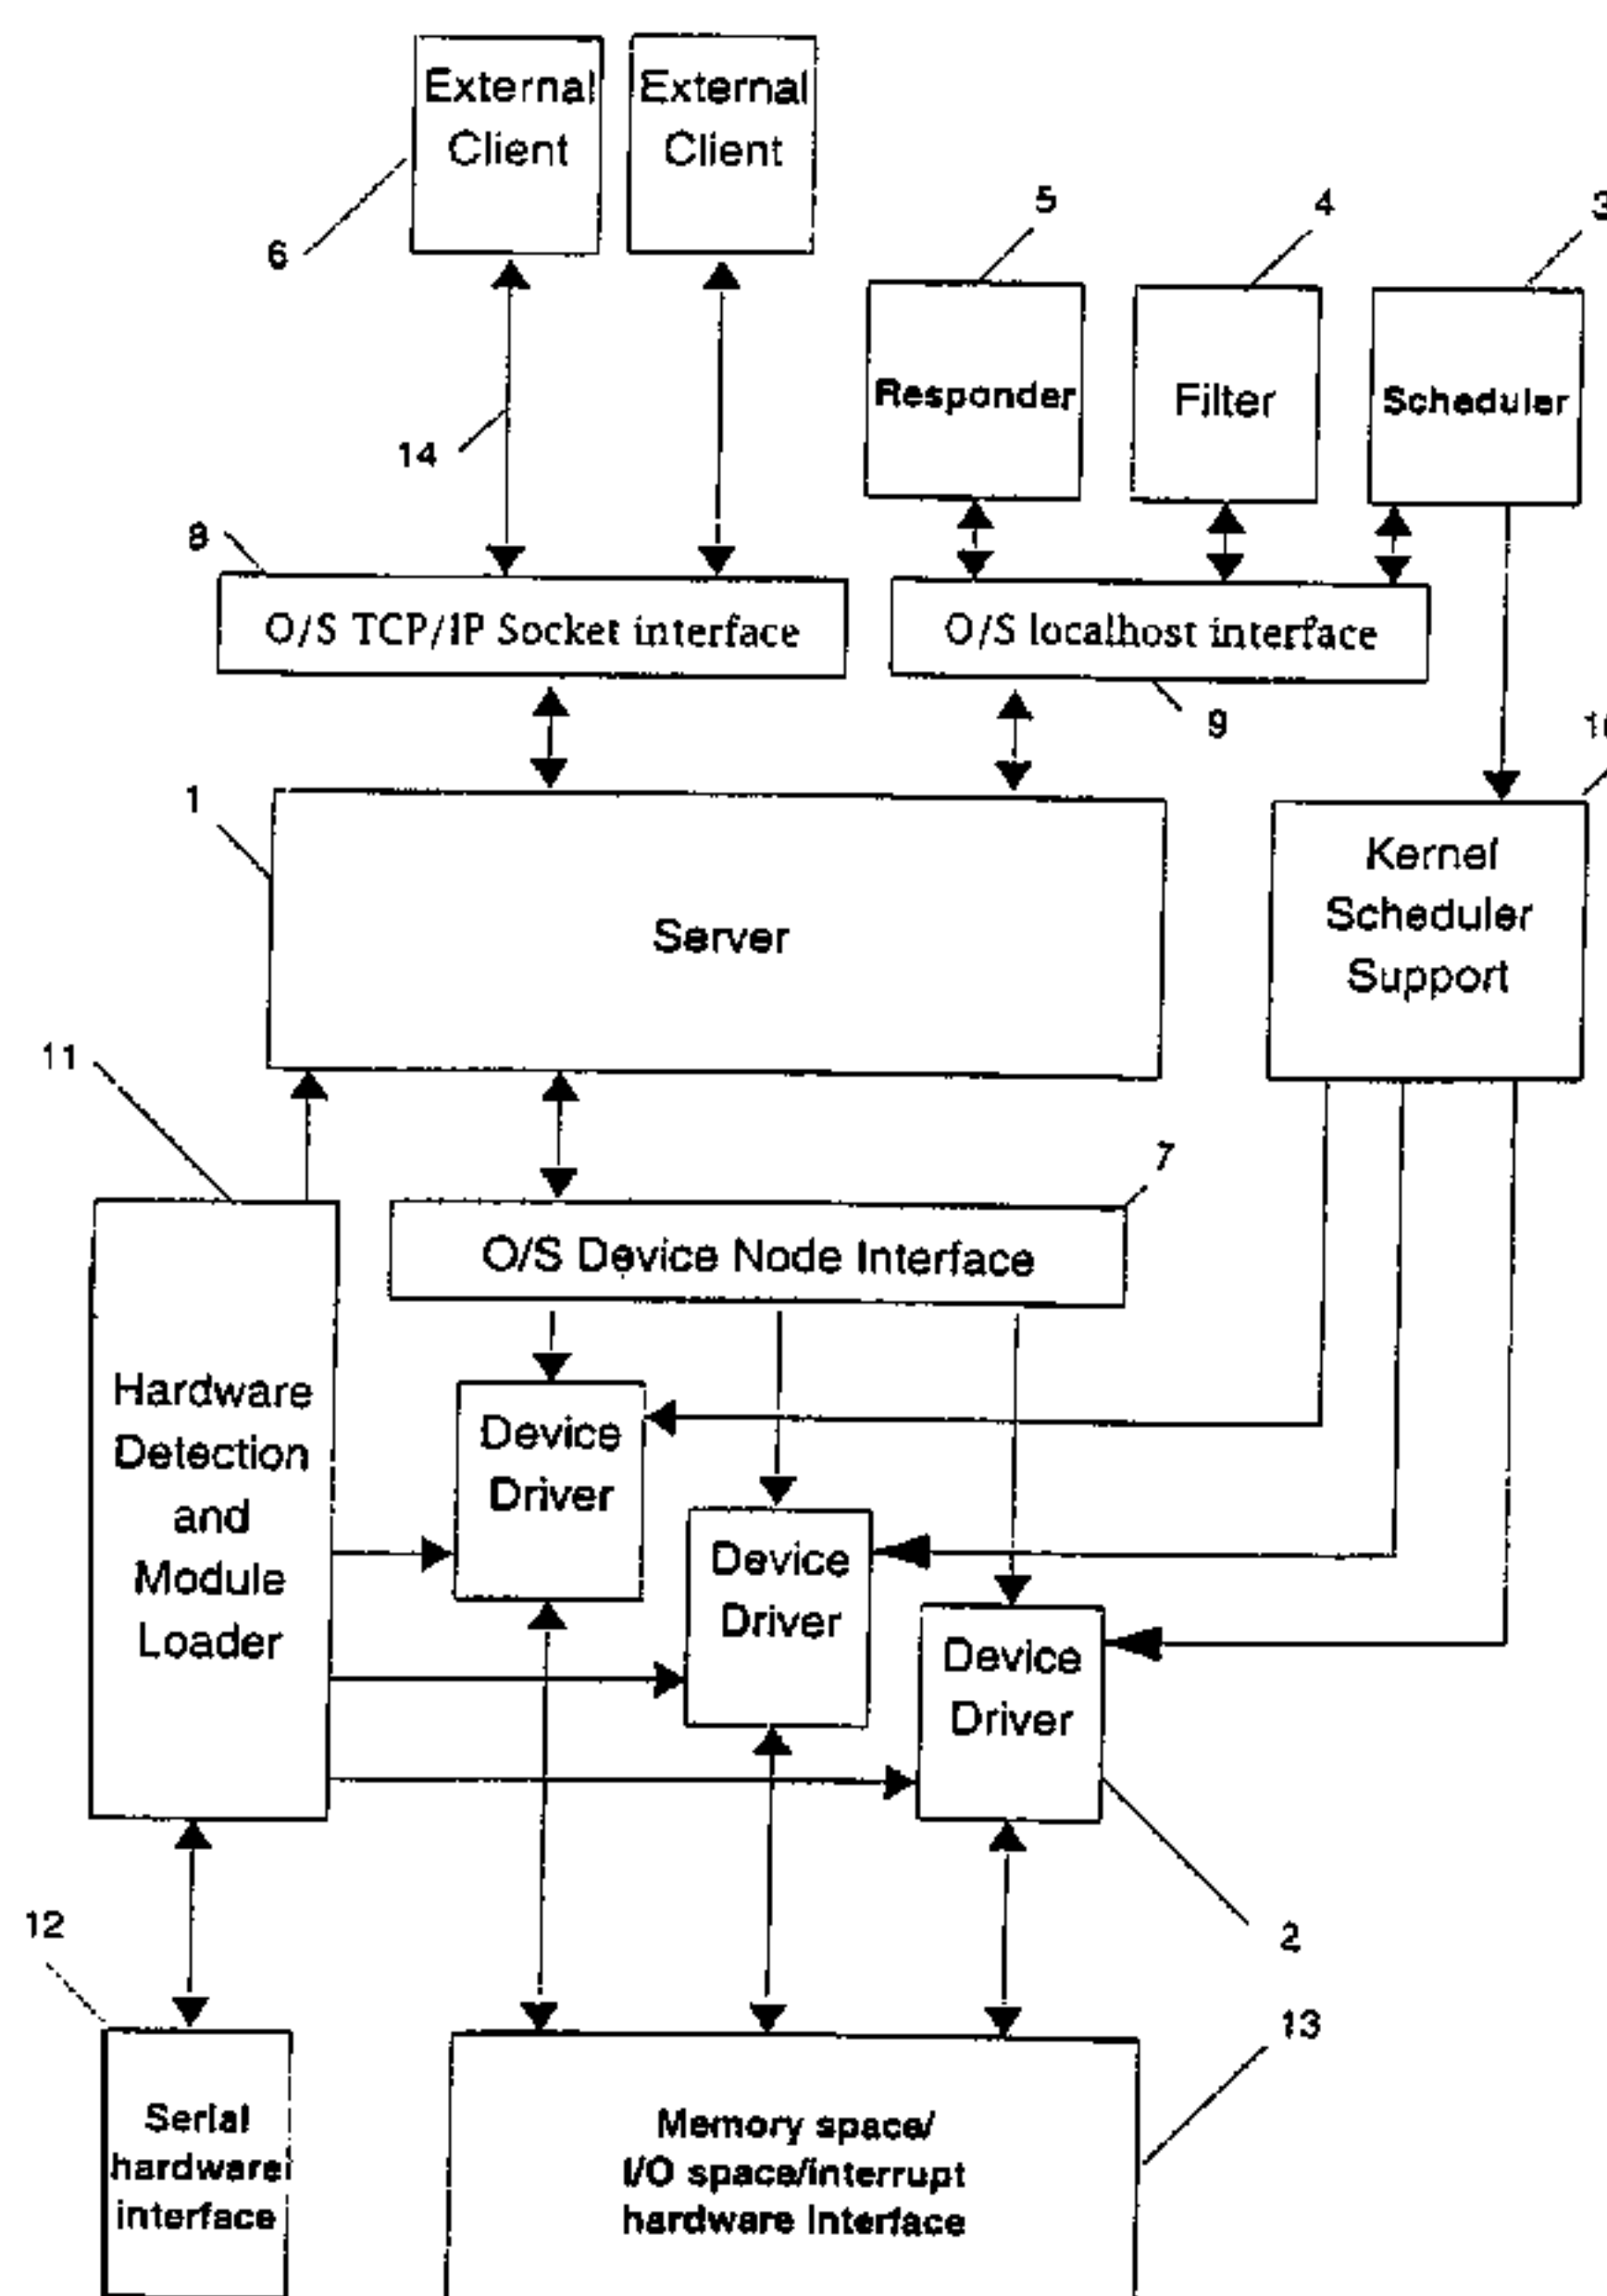 External
Client
External
Client
6
5
4
3
14
Responder
Filter
Scheduler
8
O/S TCP/IP Socket interface
O/S localhost interface
9
1
Server
Kernel
Scheduler
Support
11
7
O/S Device Node Interface
Hardware
Detection
and
Module
Loader
Device
Driver
Device
Driver
Device
Driver
12
2
13
Serial
hardware
interface
Memory space/
I/O space/interrupt
hardware Interface